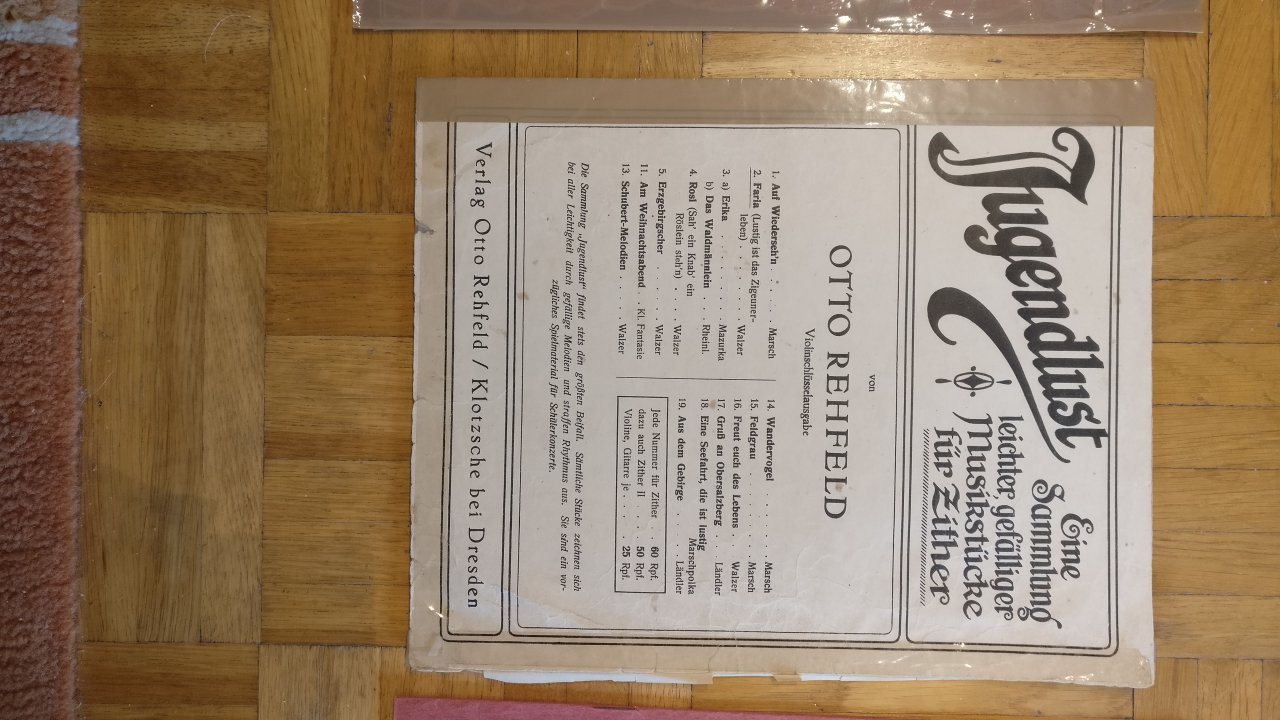 Jugendlust
Eine
Sammlung
leichter gefälliger
Musikstücke
für Zither
von
OTTO REHFELD
Violinschlüsselausgabe
1. Auf Wiederseh'n . . . . . Marsch
2. Faria (Lustig ist das Zigeuner-
leben) . . . . . . Walzer
3. a) Erika . . . . . . . . Mazurka
b) Das Waldmännlein . . . Rheinl.
4. Rosl (Sah' ein Knab' ein
Röslein steh'n) . . . . Walzer
5. Erzgebirgscher . . . . . . Walzer
11. Am Weihnachtsabend . . Kl. Fantasie
13. Schubert-Melodien . . . . . Walzer
14. Wandervogel . . . . . . Marsch
15. Feldgrau . . . . . . . Marsch
16. Freut euch des Lebens . . Walzer
17. Gruß an Obersalzberg . . Ländler
18. Eine Seefahrt, die ist lustig
Marschpolka
19. Aus dem Gebirge . . . . Ländler
Jede Nummer für Zither . . 60 Rpf.
dazu auch Zither II . . 50 Rpf.
Violine, Gitarre je . . . 25 Rpf.
Die Sammlung „Jugendlust" findet stets den größten Beifall. Sämtliche Stücke zeichnen sich
bei aller Leichtigkeit durch gefällige Melodien und straffen Rhythmus aus. Sie sind ein vor-
zügliches Spielmaterial für Schülerkonzerte.
Verlag Otto Rehfeld / Klotzsche bei Dresden